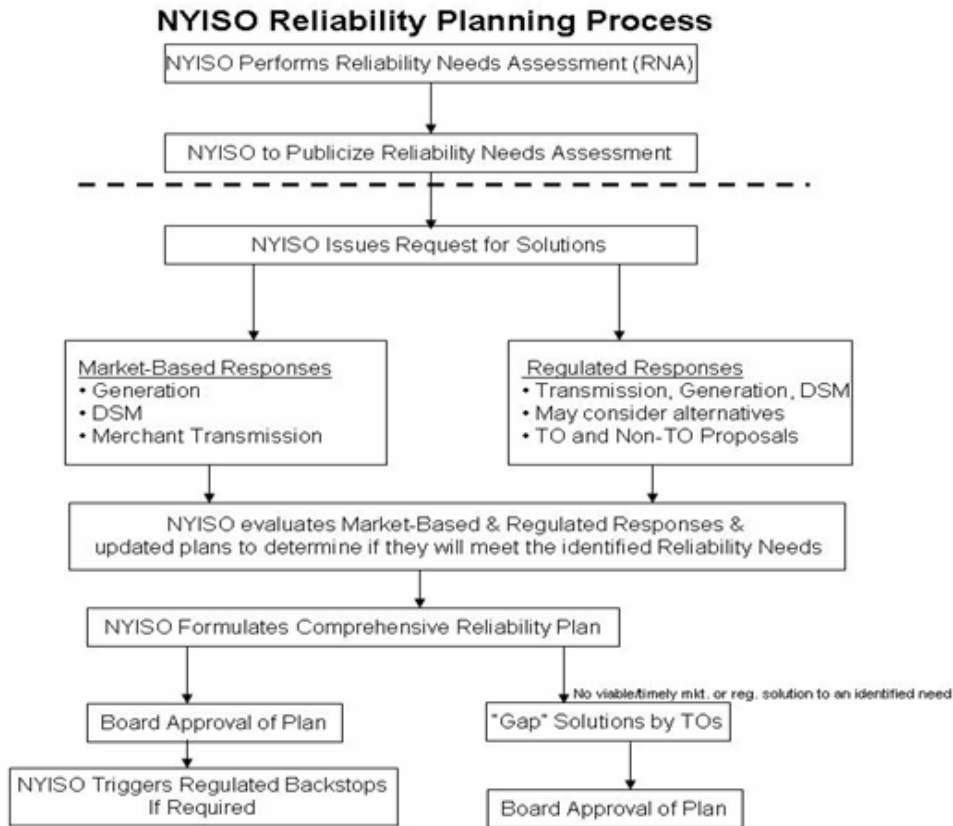 NYISO Reliability Planning Process
NYISO Performs Reliability Needs Assessment (RNA)
NYISO to Publicize Reliability Needs Assessment
NYISO Issues Request for Solutions
Market-Based Responses
• Generation
• DSM
• Merchant Transmission
Regulated Responses
• Transmission, Generation, DSM
• May consider alternatives
• TO and Non-TO Proposals
NYISO evaluates Market-Based & Regulated Responses &
updated plans to determine if they will meet the identified Reliability Needs
NYISO Formulates Comprehensive Reliability Plan
No viable/timely mkt. or reg. solution to an identified need
Board Approval of Plan
"Gap" Solutions by TOs
NYISO Triggers Regulated Backstops
If Required
Board Approval of Plan